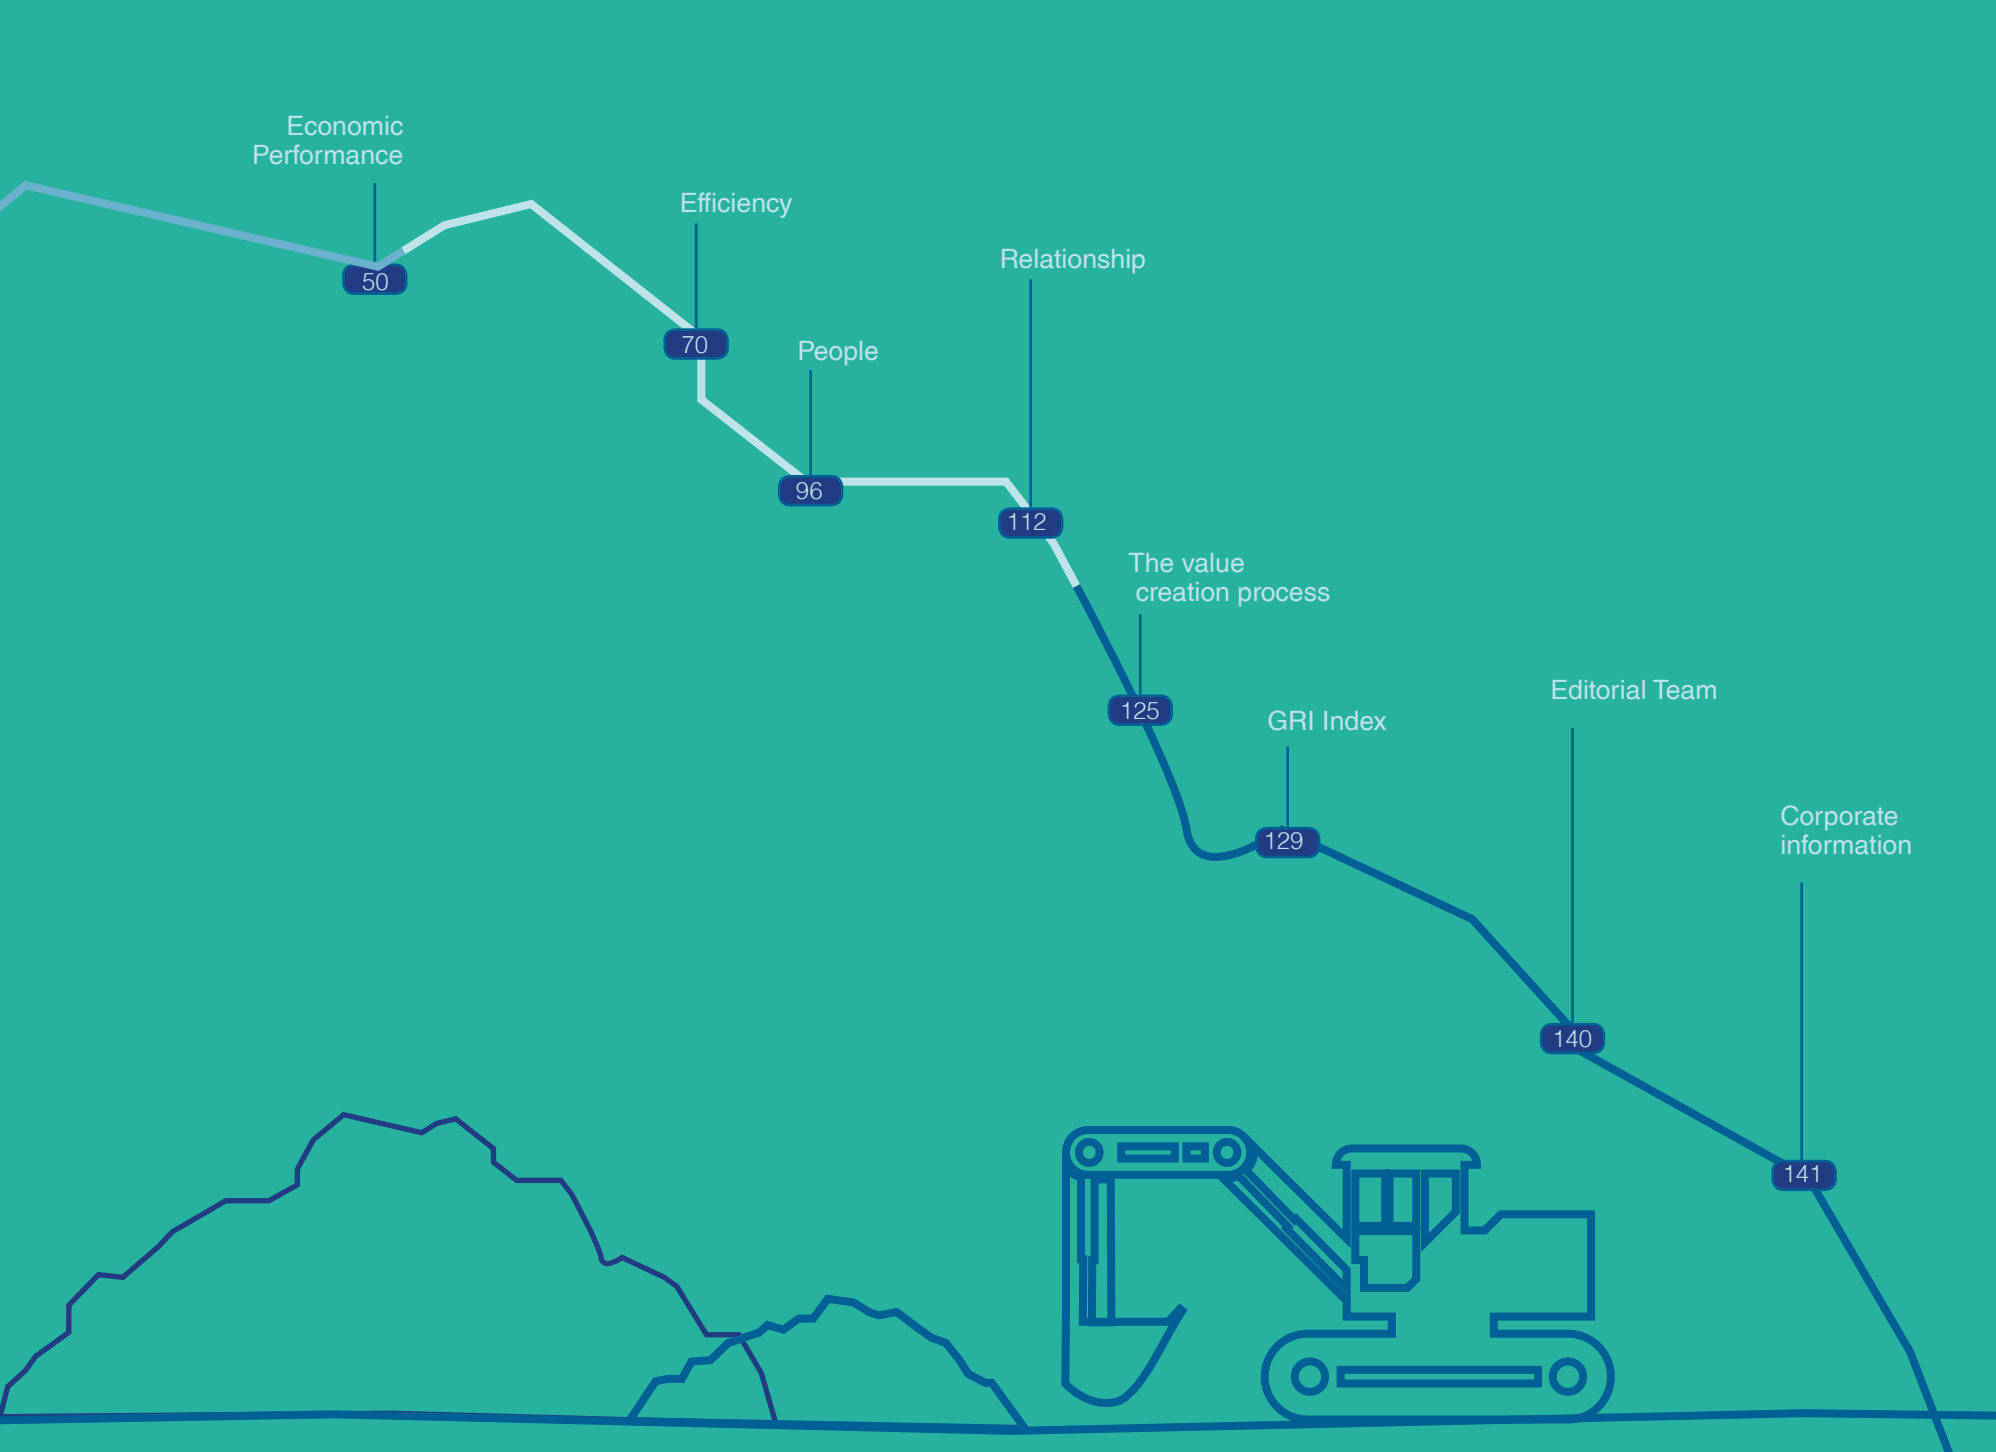 Economic
Performance
50
Efficiency
70
People
96
Relationship
112
The value
creation process
125
GRI Index
129
Editorial Team
140
Corporate
information
141